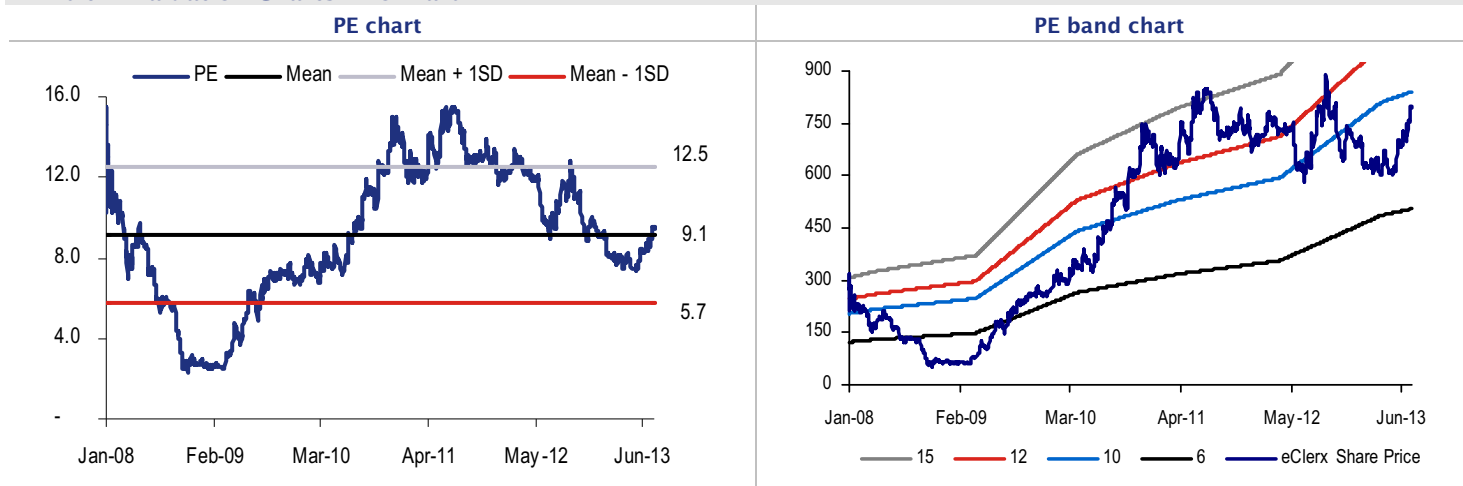 PE chart
PE band chart
PE Mean Mean + 1SD Mean - 1SD
16.0
12.0
8.0
4.0
-
12.5
9.1
5.7
Jan-08 Feb-09 Mar-10 Apr-11 May-12 Jun-13
900
750
600
450
300
150
0
Jan-08 Feb-09 Mar-10 Apr-11 May-12 Jun-13
15 12 10 6 eClerx Share Price